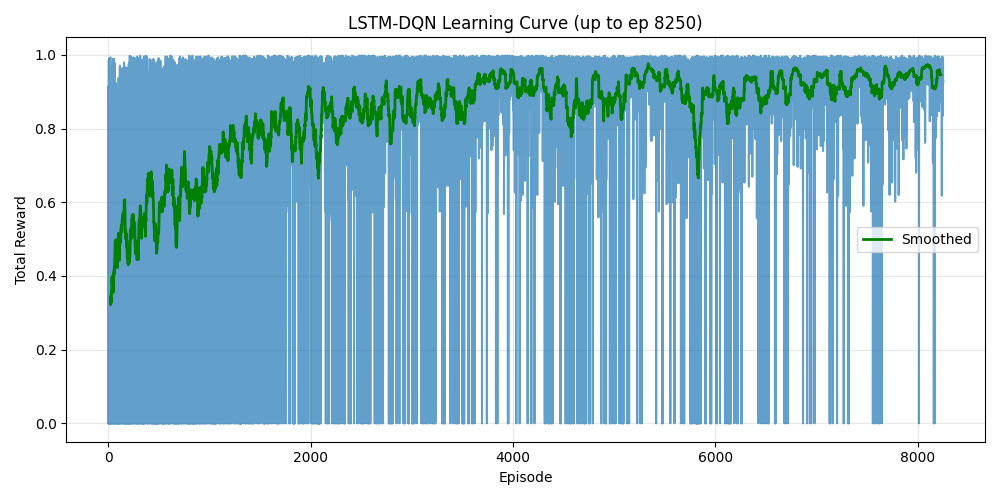 LSTM-DQN Learning Curve (up to ep 8250)
1.0
0.8
0.6
0.4
0.2
0.0
Total Reward
Smoothed
0 2000 4000 6000 8000
Episode